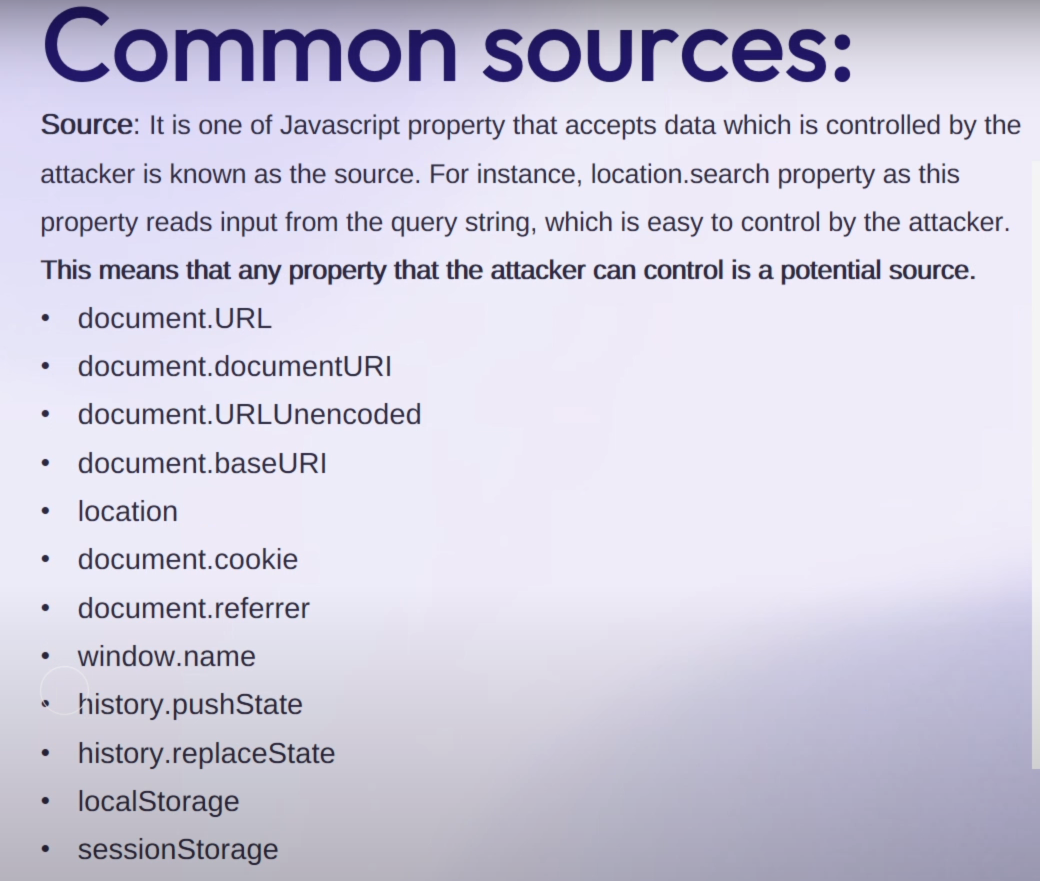 Common sources:
Source: It is one of Javascript property that accepts data which is controlled by the
attacker is known as the source. For instance, location.search property as this
property reads input from the query string, which is easy to control by the attacker.
This means that any property that the attacker can control is a potential source.
• document.URL
• document.documentURI
• document.URLUnencoded
• document.baseURI
• location
• document.cookie
• document.referrer
• window.name
• history.pushState
• history.replaceState
• localStorage
• sessionStorage